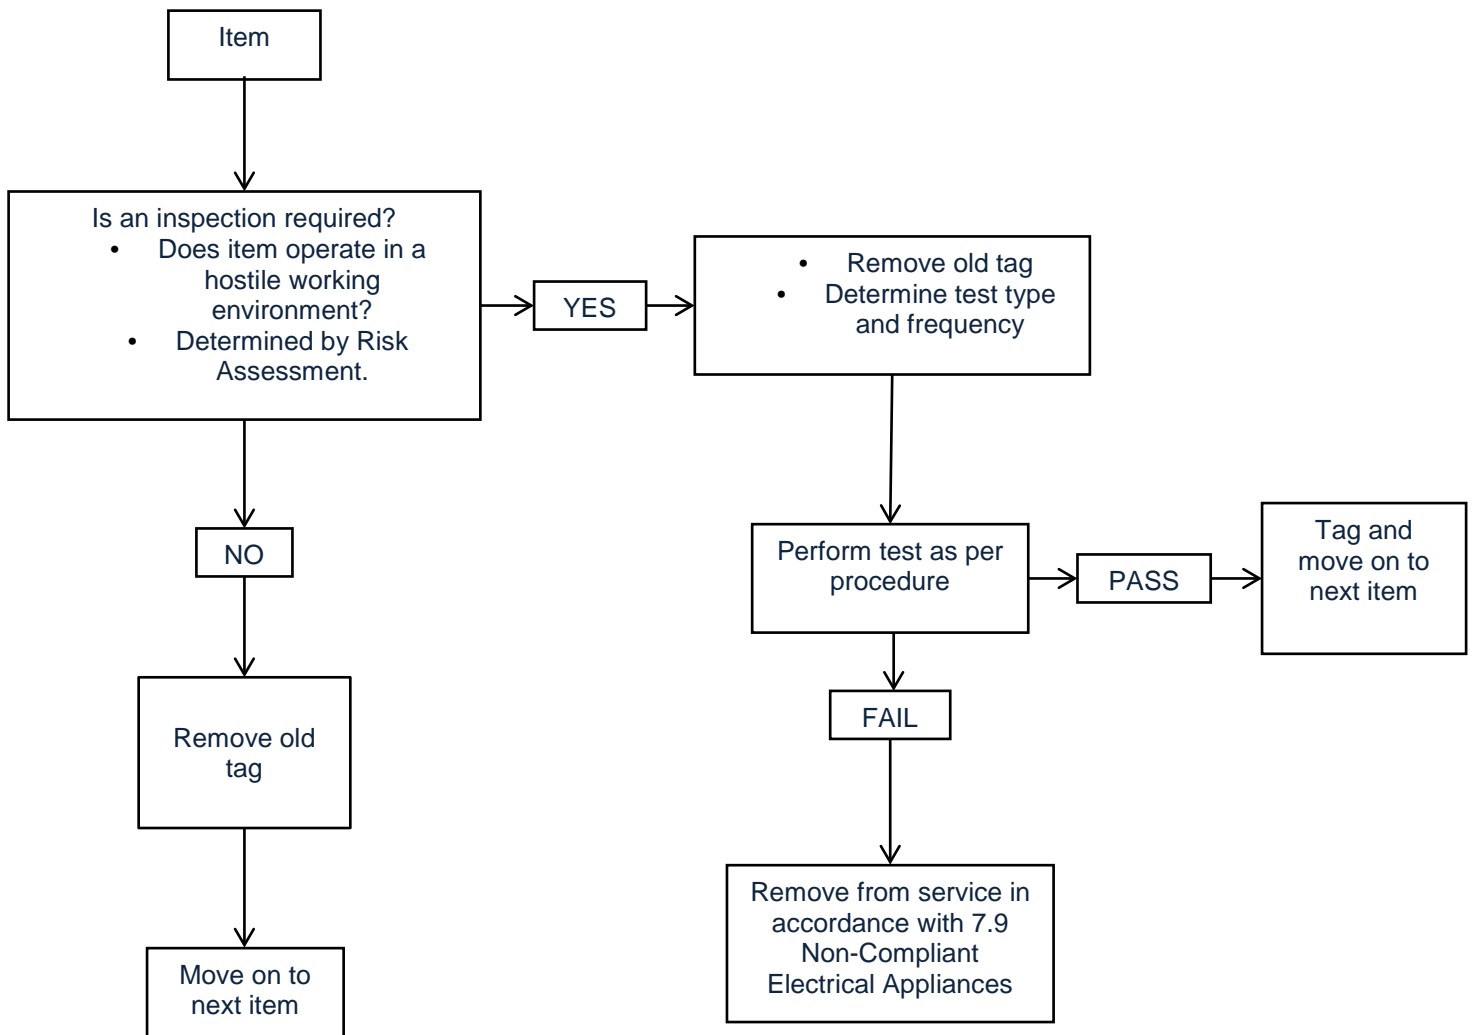 Item
Is an inspection required?
• Does item operate in a
hostile working
environment?
• Determined by Risk
Assessment.
YES
• Remove old tag
• Determine test type
and frequency
NO
Perform test as per
procedure
PASS
Tag and
move on to
next item
FAIL
Remove old
tag
Remove from service in
accordance with 7.9
Non-Compliant
Electrical Appliances
Move on to
next item